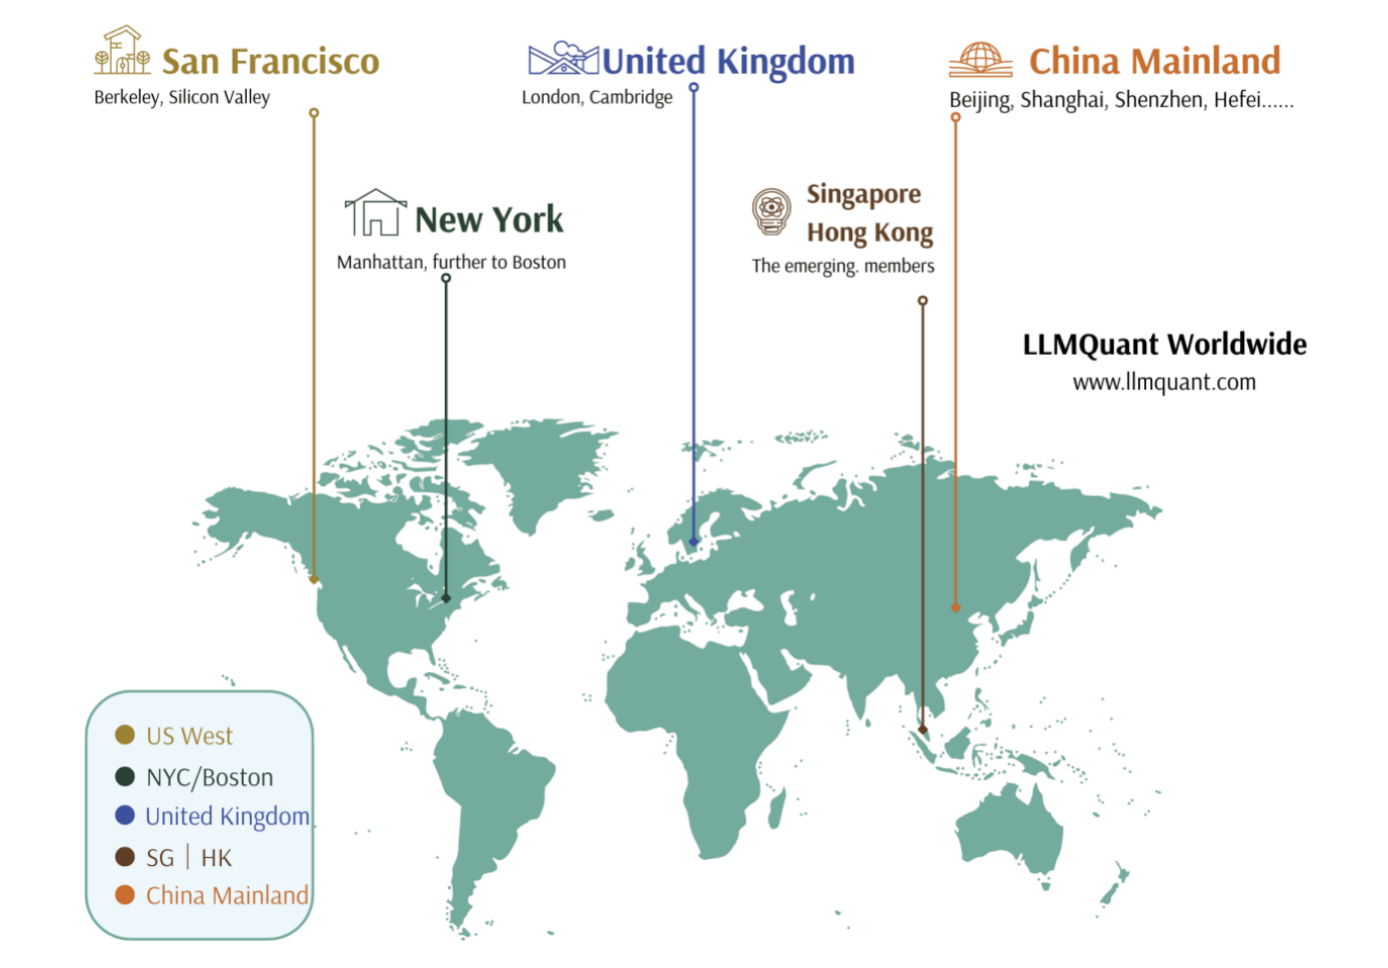 San Francisco
Berkeley, Silicon Valley
United Kingdom
London, Cambridge
China Mainland
Beijing, Shanghai, Shenzhen, Hefei......
New York
Manhattan, further to Boston
Singapore
Hong Kong
The emerging. members
LLMQuant Worldwide
www.llmquant.com
US West
NYC/Boston
United Kingdom
SG | HK
China Mainland